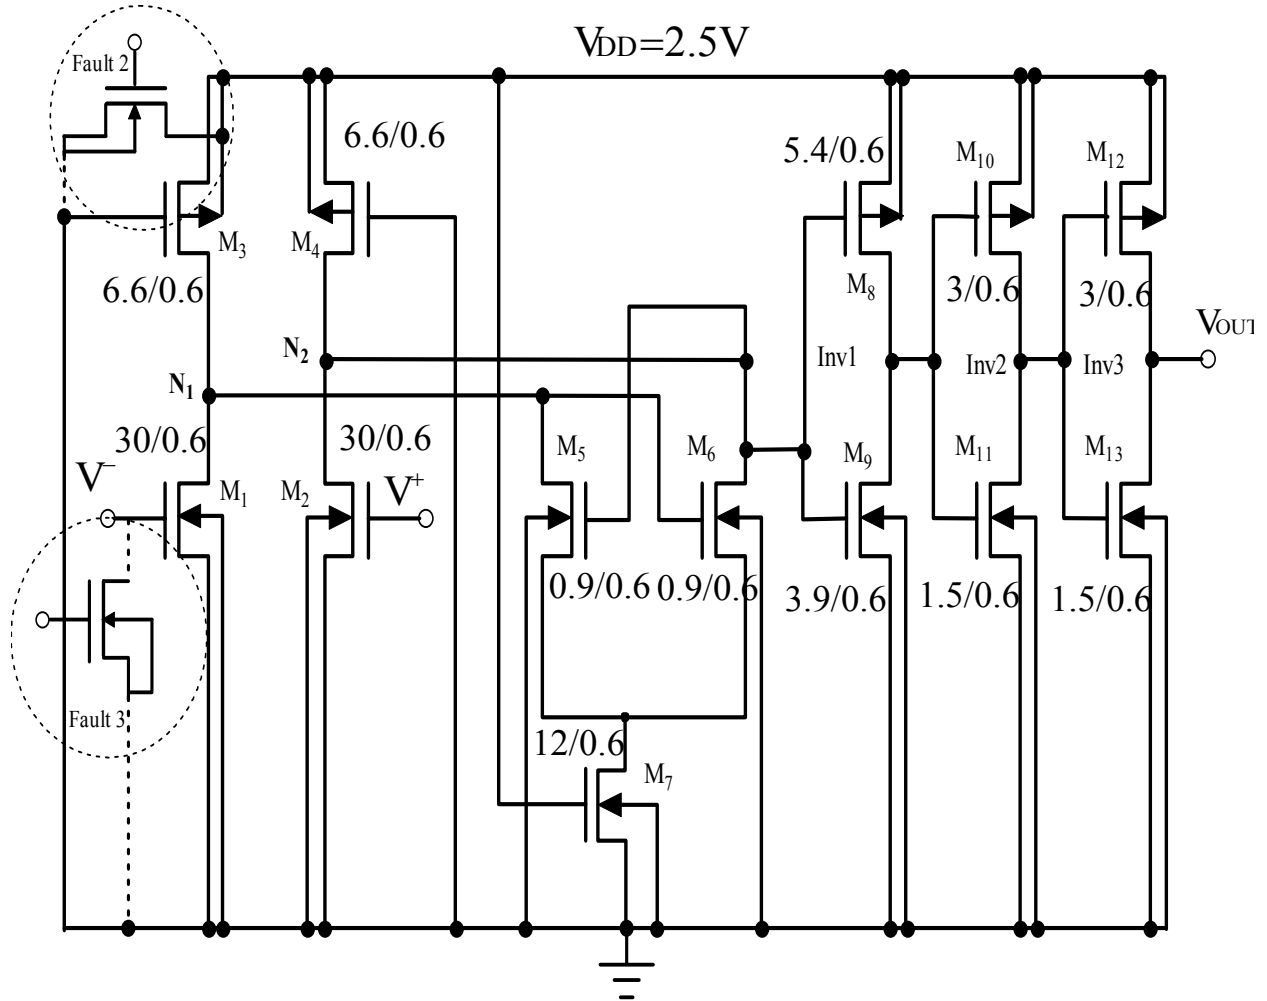 VDD=2.5V
Fault 2
6.6/0.6
5.4/0.6
M10
M12
M3
M4
6.6/0.6
M8
3/0.6
3/0.6
VOUT
N2
Inv1
Inv2
Inv3
N1
30/0.6
30/0.6
M5
M6
M9
M11
M13
V–
M1
M2
V+
0.9/0.6
0.9/0.6
3.9/0.6
1.5/0.6
1.5/0.6
Fault 3
12/0.6
M7